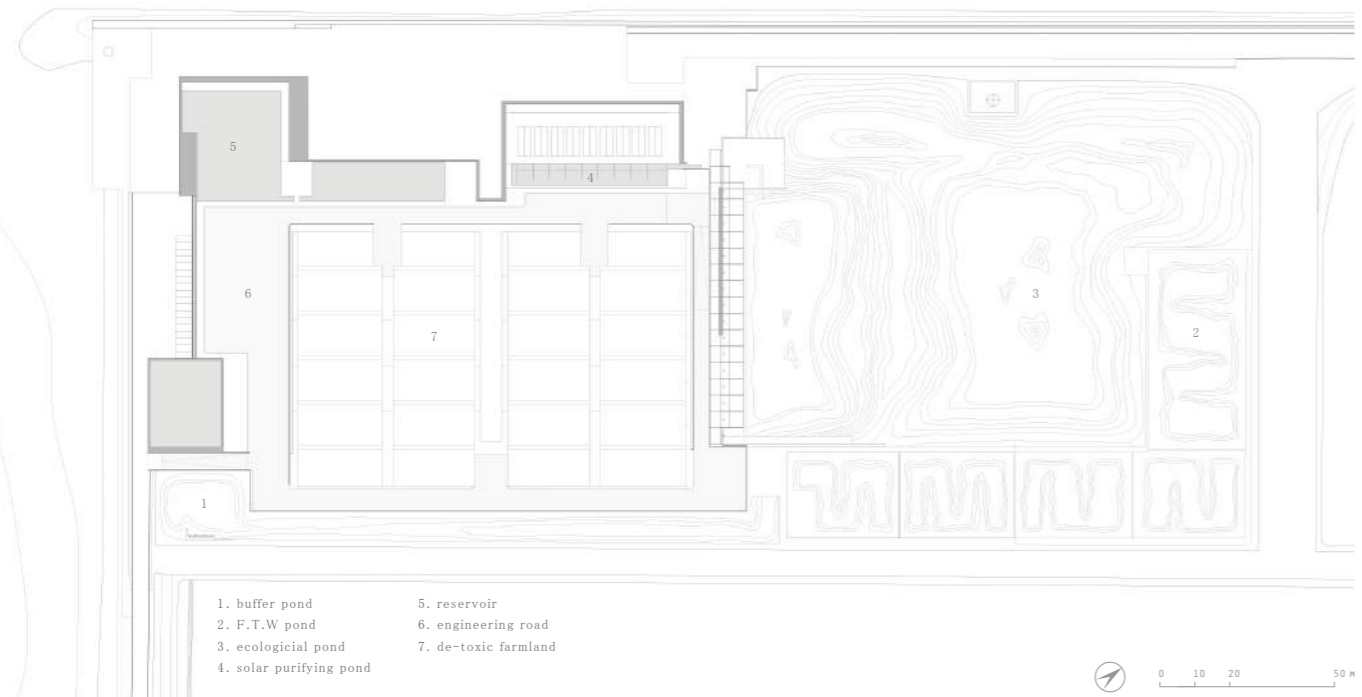 5
4
6
3
7
2
1
1. buffer pond
2. F.T.W pond
3. ecologicial pond
4. solar purifying pond
5. reservoir
6. engineering road
7. de-toxic farmland
0 10 20 50 M